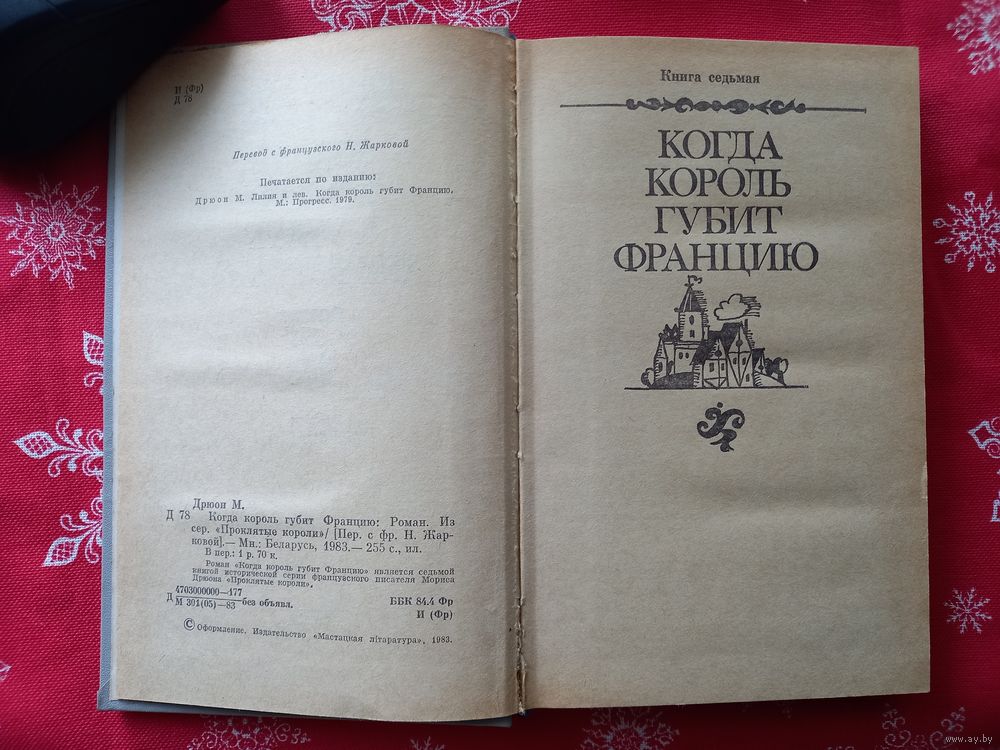 И (Фр)
Д 78
Перевод с французского Н. Жарковой
Печатается по изданию:
Дрюон М. Лилия и лев. Когда король губит Францию.
М.: Прогресс. 1979.
Дрюон М.
Д 78 Когда король губит Францию: Роман. Из
сер. «Проклятые короли»/ [Пер. с фр. Н. Жар-
ковой].— Мн.: Беларусь, 1983.— 255 с., ил.
В пер.: 1 р. 70 к.
Роман «Когда король губит Францию» является седьмой
книгой исторической серии французского писателя Мориса
Дрюона «Проклятые короли».
Д 4703000000—177
М 301(05)—83 без объявл.
ББК 84.4 Фр
И (Фр)
© Оформление. Издательство «Мастацкая літаратура», 1983.
Книга седьмая
КОГДА
КОРОЛЬ
ГУБИТ
ФРАНЦИЮ
www.ay.by